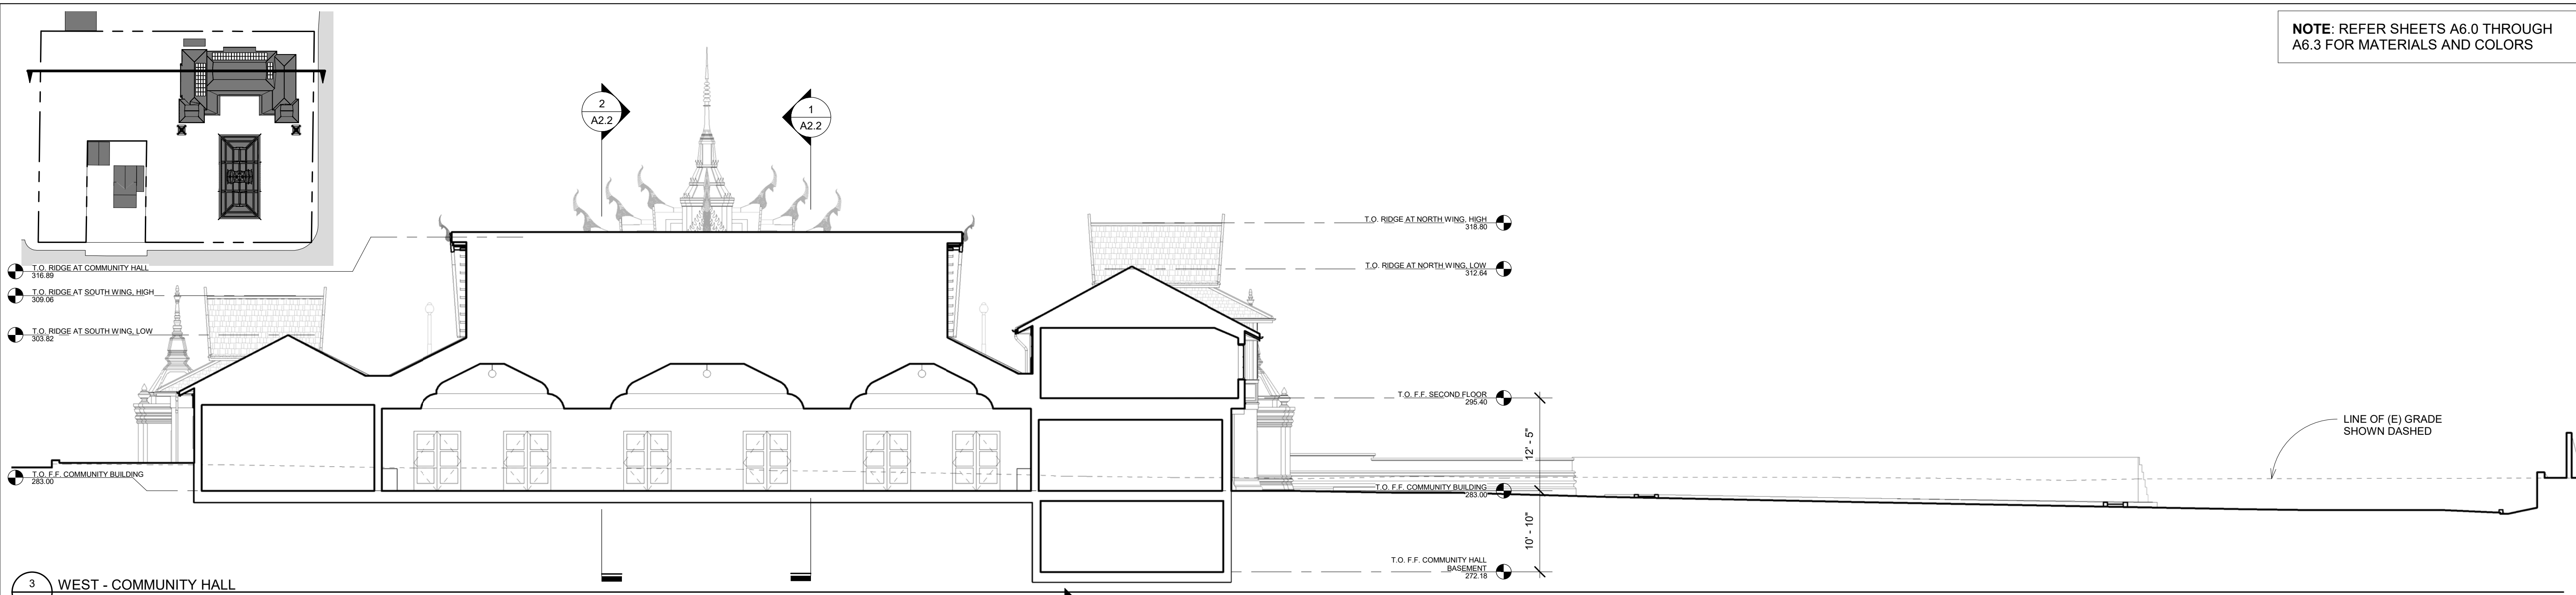 NOTE: REFER SHEETS A6.0 THROUGH
A6.3 FOR MATERIALS AND COLORS
2
A2.2
1
A2.2
T.O. RIDGE AT COMMUNITY HALL
316.89
T.O. RIDGE AT SOUTH WING, HIGH
309.06
T.O. RIDGE AT SOUTH WING, LOW
303.82
T.O. F.F. COMMUNITY BUILDING
283.00
T.O. RIDGE AT NORTH WING, HIGH
318.80
T.O. RIDGE AT NORTH WING, LOW
312.64
T.O. F.F. SECOND FLOOR
295.40
12' - 5"
T.O. F.F. COMMUNITY BUILDING
283.00
10' - 10"
T.O. F.F. COMMUNITY HALL
BASEMENT
272.18
LINE OF (E) GRADE
SHOWN DASHED
3
WEST - COMMUNITY HALL